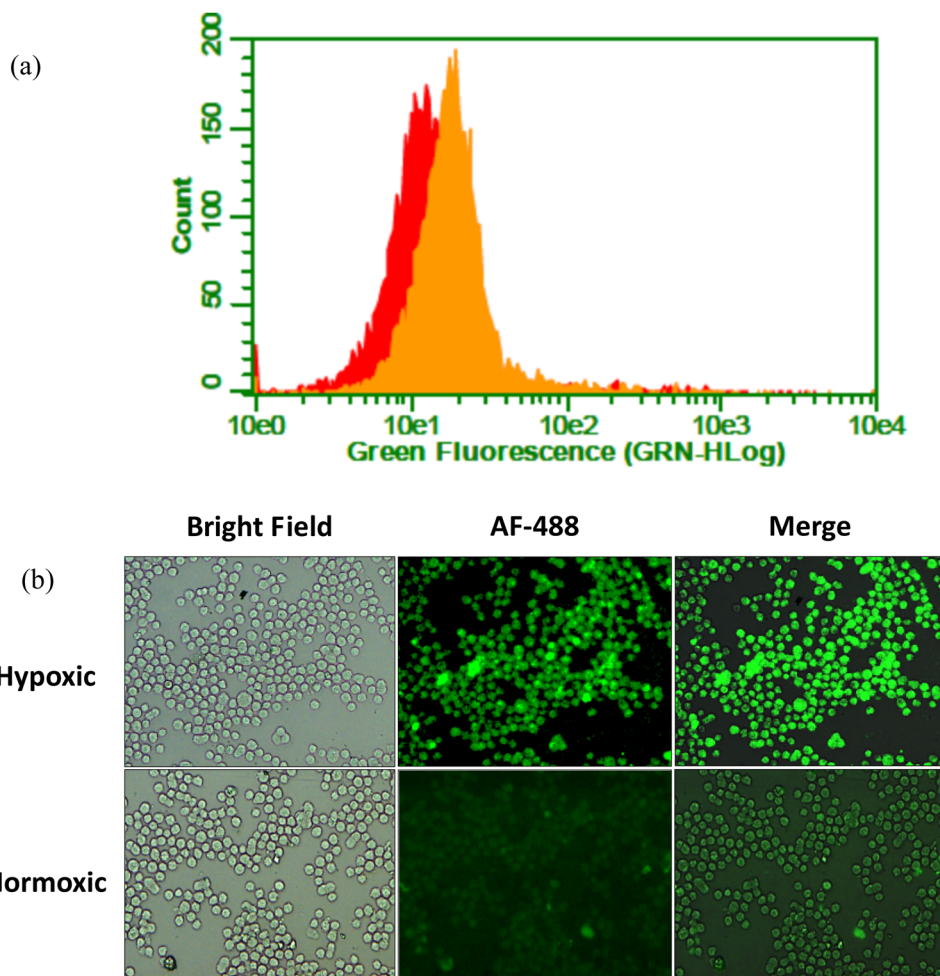 (a)
200
150
100
50
0
Count
10e0 10e1 10e2 10e3 10e4
Green Fluorescence (GRN-HLog)
Bright Field AF-488 Merge
(b)
Hypoxic
Normoxic